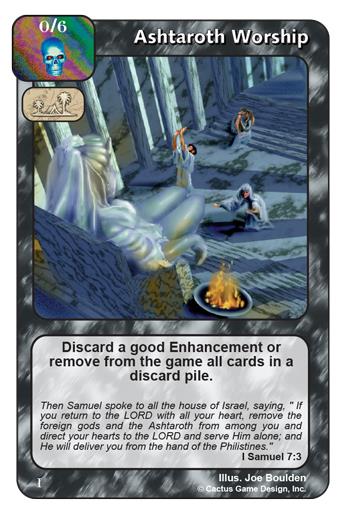 0/6
Ashtaroth Worship
Discard a good Enhancement or
remove from the game all cards in a
discard pile.
Then Samuel spoke to all the house of Israel, saying, " If
you return to the LORD with all your heart, remove the
foreign gods and the Ashtaroth from among you and
direct your hearts to the LORD and serve Him alone; and
He will deliver you from the hand of the Philistines."
I Samuel 7:3
I
Illus. Joe Boulden
© Cactus Game Design, Inc.